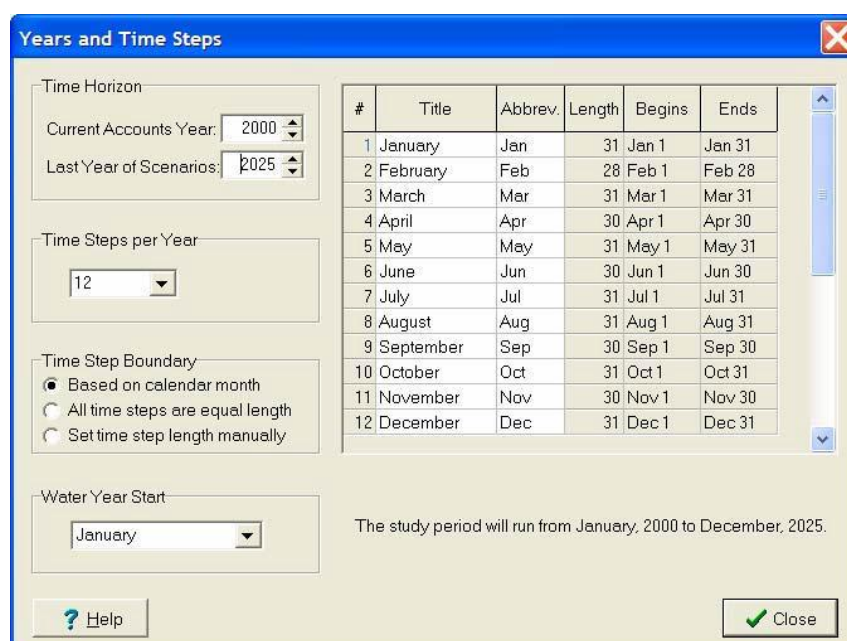 Years and Time Steps
Time Horizon
Current Accounts Year: 2000
Last Year of Scenarios: 2025
Time Steps per Year
12
Time Step Boundary
Based on calendar month
All time steps are equal length
Set time step length manually
Water Year Start
January
# Title Abbrev. Length Begins Ends
1 January Jan 31 Jan 1 Jan 31
2 February Feb 28 Feb 1 Feb 28
3 March Mar 31 Mar 1 Mar 31
4 April Apr 30 Apr 1 Apr 30
5 May May 31 May 1 May 31
6 June Jun 30 Jun 1 Jun 30
7 July Jul 31 Jul 1 Jul 31
8 August Aug 31 Aug 1 Aug 31
9 September Sep 30 Sep 1 Sep 30
10 October Oct 31 Oct 1 Oct 31
11 November Nov 30 Nov 1 Nov 30
12 December Dec 31 Dec 1 Dec 31
The study period will run from January, 2000 to December, 2025.
? Help
Close